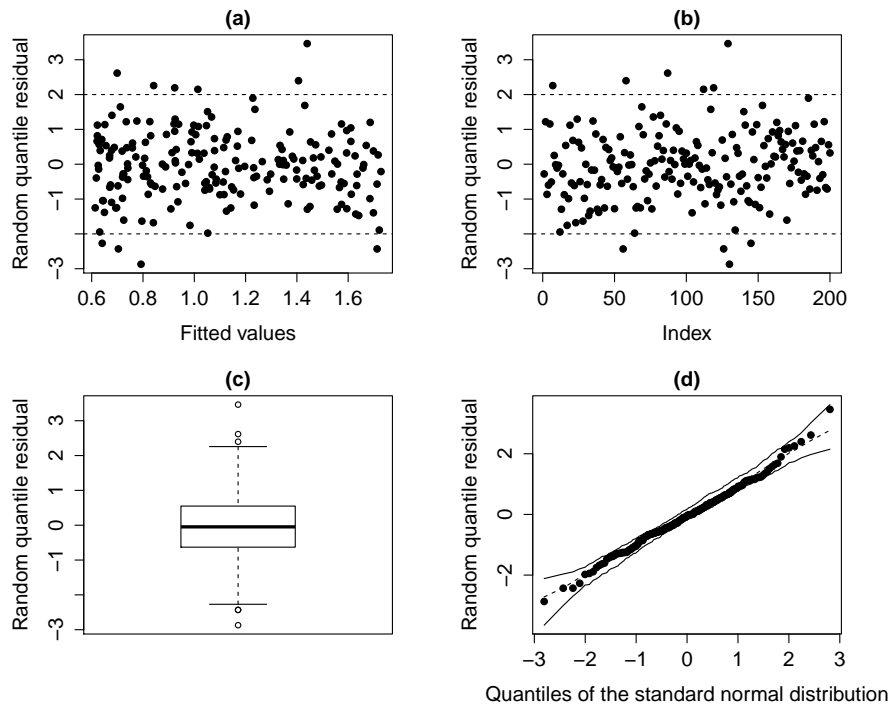 (a)
Random quantile residual
3
2
1
0
−1
−3
0.6 0.8 1.0 1.2 1.4 1.6
Fitted values
(b)
Random quantile residual
3
2
1
0
−1
−3
0 50 100 150 200
Index
(c)
Random quantile residual
3
2
1
0
−1
−3
(d)
Random quantile residual
2
0
−2
−3 −2 −1 0 1 2 3
Quantiles of the standard normal distribution